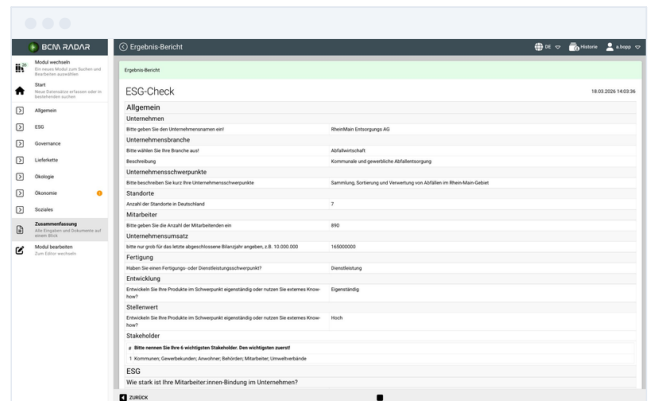 BCM RADAR
Ergebnis-Bericht
DE
Historie
a.bepp
Modul wechseln
Ein neues Modul zum Suchen und
Bearbeiten auswählen
Start
Neue Datensätze erfassen oder in
bestehenden suchen
Allgemein
ESG
Governance
Lieferkette
Ökologie
Ökonomie
Soziales
Zusammenfassung
Alle Eingaben und Dokumente auf
einen Blick
Modul bearbeiten
Zum Editor wechseln
Ergebnis-Bericht
ESG-Check
18.03.2026 14:03:36
Allgemein
Unternehmen
Bitte geben Sie den Unternehmensnamen ein! RheinMain Entsorgungs AG
Unternehmensbranche
Bitte wählen Sie Ihre Branche aus! Abfallwirtschaft
Beschreibung Kommunale und gewerbliche Abfallentsorgung
Unternehmensschwerpunkte
Bitte beschreiben Sie kurz Ihre Unternehmensschwerpunkte Sammlung, Sortierung und Verwertung von Abfällen im Rhein-Main-Gebiet
Standorte
Anzahl der Standorte in Deutschland 7
Mitarbeiter
Bitte geben Sie die Anzahl der Mitarbeitenden ein 890
Unternehmensumsatz
bitte nur grob für das letzte abgeschlossene Bilanzjahr angeben, z.B. 10.000.000 165000000
Fertigung
Haben Sie einen Fertigungs- oder Dienstleistungsschwerpunkt? Dienstleistung
Entwicklung
Entwickeln Sie Ihre Produkte im Schwerpunkt eigenständig oder nutzen Sie externes Know- Eigenständig
how?
Stellenwert
Entwickeln Sie Ihre Produkte im Schwerpunkt eigenständig oder nutzen Sie externes Know- Hoch
how?
Stakeholder
# Bitte nennen Sie Ihre 6 wichtigsten Stakeholder. Den wichtigsten zuerst!
1 Kommunen; Gewerbekunden; Anwohner; Behörden; Mitarbeiter; Umweltverbände
ESG
Wie stark ist Ihre Mitarbeiter:innen-Bindung im Unternehmen?
ZURÜCK